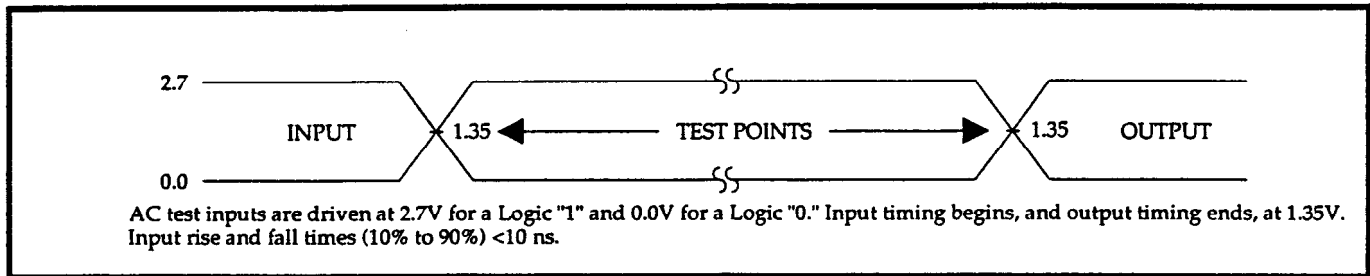 2.7
INPUT 1.35 TEST POINTS 1.35 OUTPUT
0.0
AC test inputs are driven at 2.7V for a Logic "1" and 0.0V for a Logic "0." Input timing begins, and output timing ends, at 1.35V.
Input rise and fall times (10% to 90%) <10 ns.